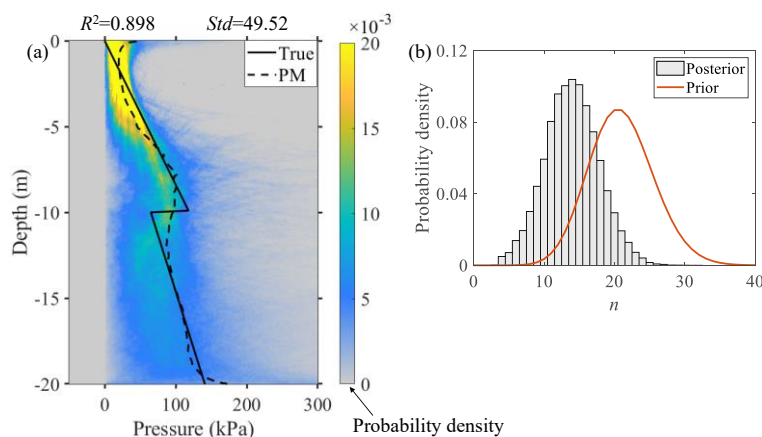 R²=0.898 Std=49.52
×10⁻³
(a)
True
PM
0
-5
-10
-15
-20
Depth (m)
0
100
200
300
Pressure (kPa)
20
15
10
5
0
Probability density
(b)
Posterior
Prior
0.12
0.08
0.04
0
Probability density
0
10
20
30
40
n